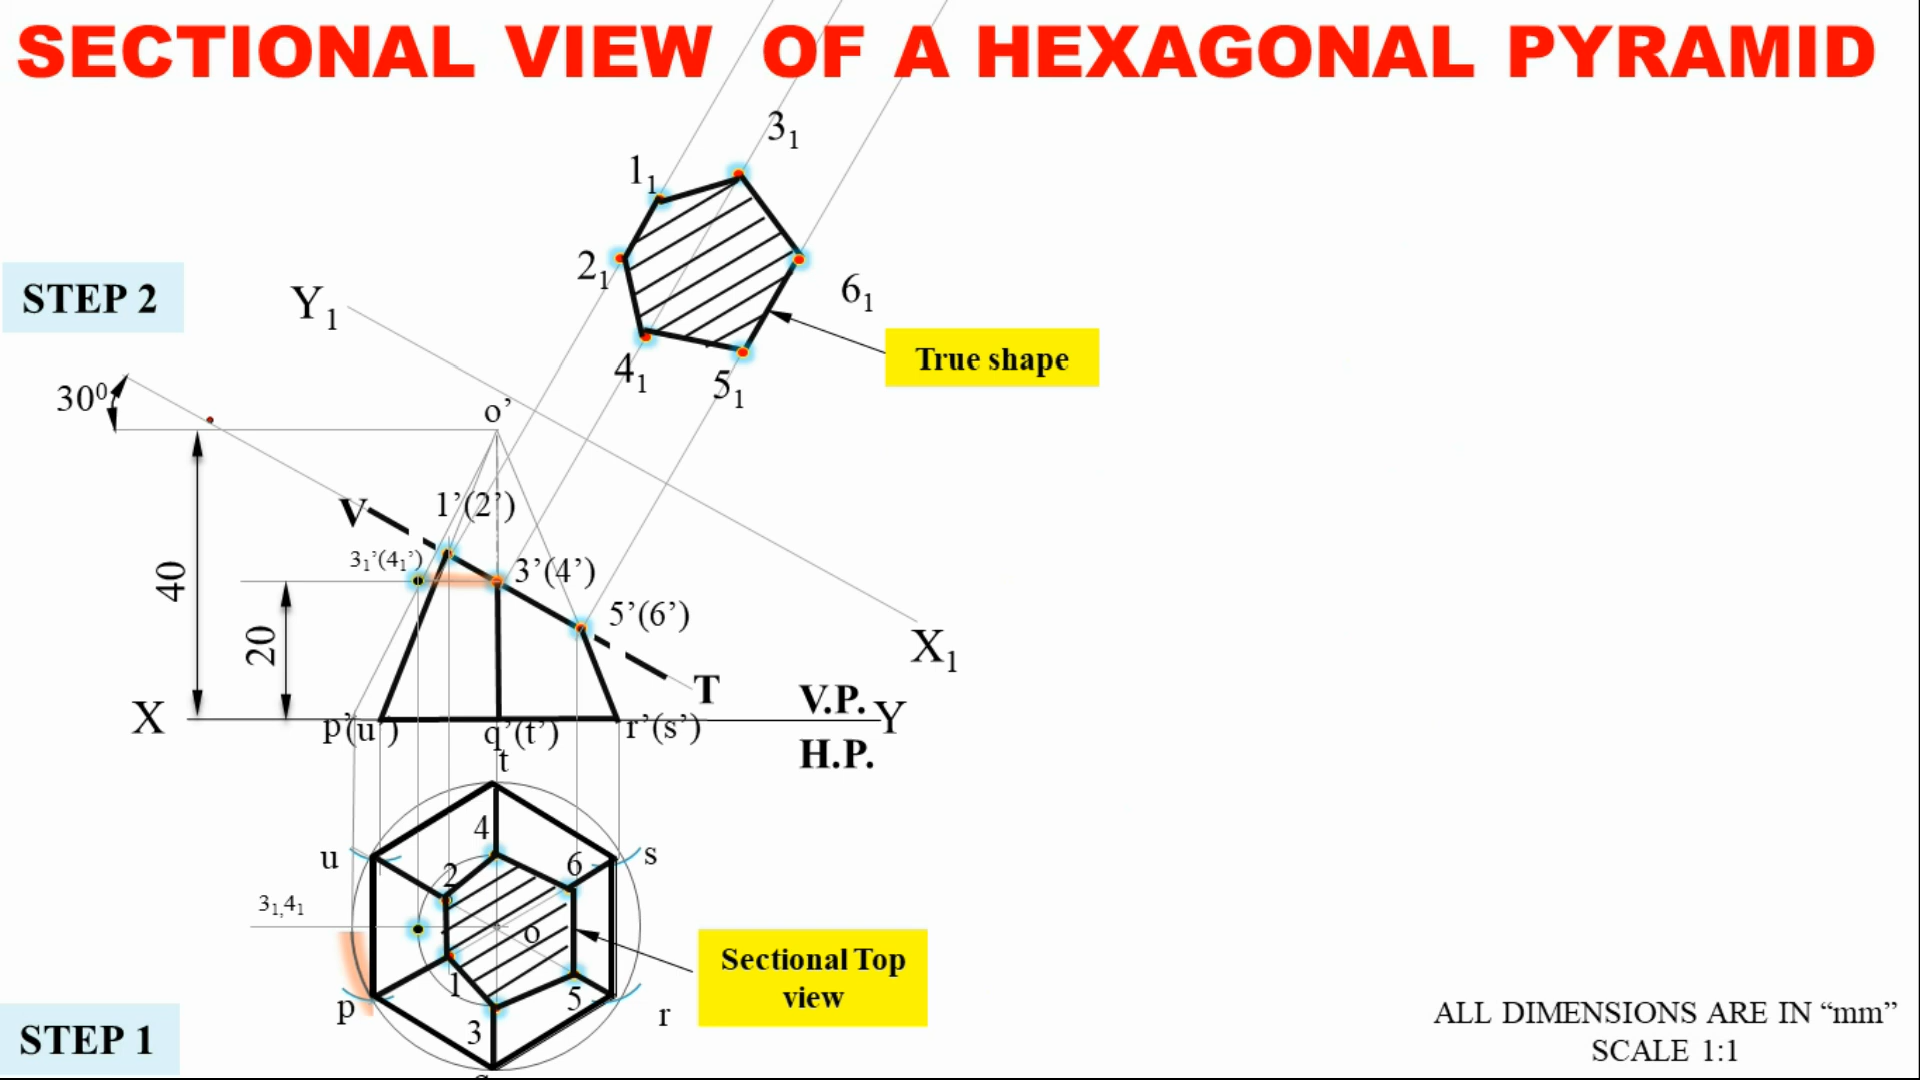 SECTIONAL VIEW OF A HEXAGONAL PYRAMID
3₁
1₁
2₁
6₁
STEP 2
Y₁
True shape
4₁
5₁
30⁰
o’
V
1’(2’)
3₁’(4₁’)
3’(4’)
40
5’(6’)
20
X₁
T
V.P.
X
Y
p’(u’)
q’(t’)
r’(s’)
H.P.
t
4
u
2
6
s
3₁,4₁
o
Sectional Top
view
1
5
p
r
3
STEP 1
ALL DIMENSIONS ARE IN “mm”
SCALE 1:1